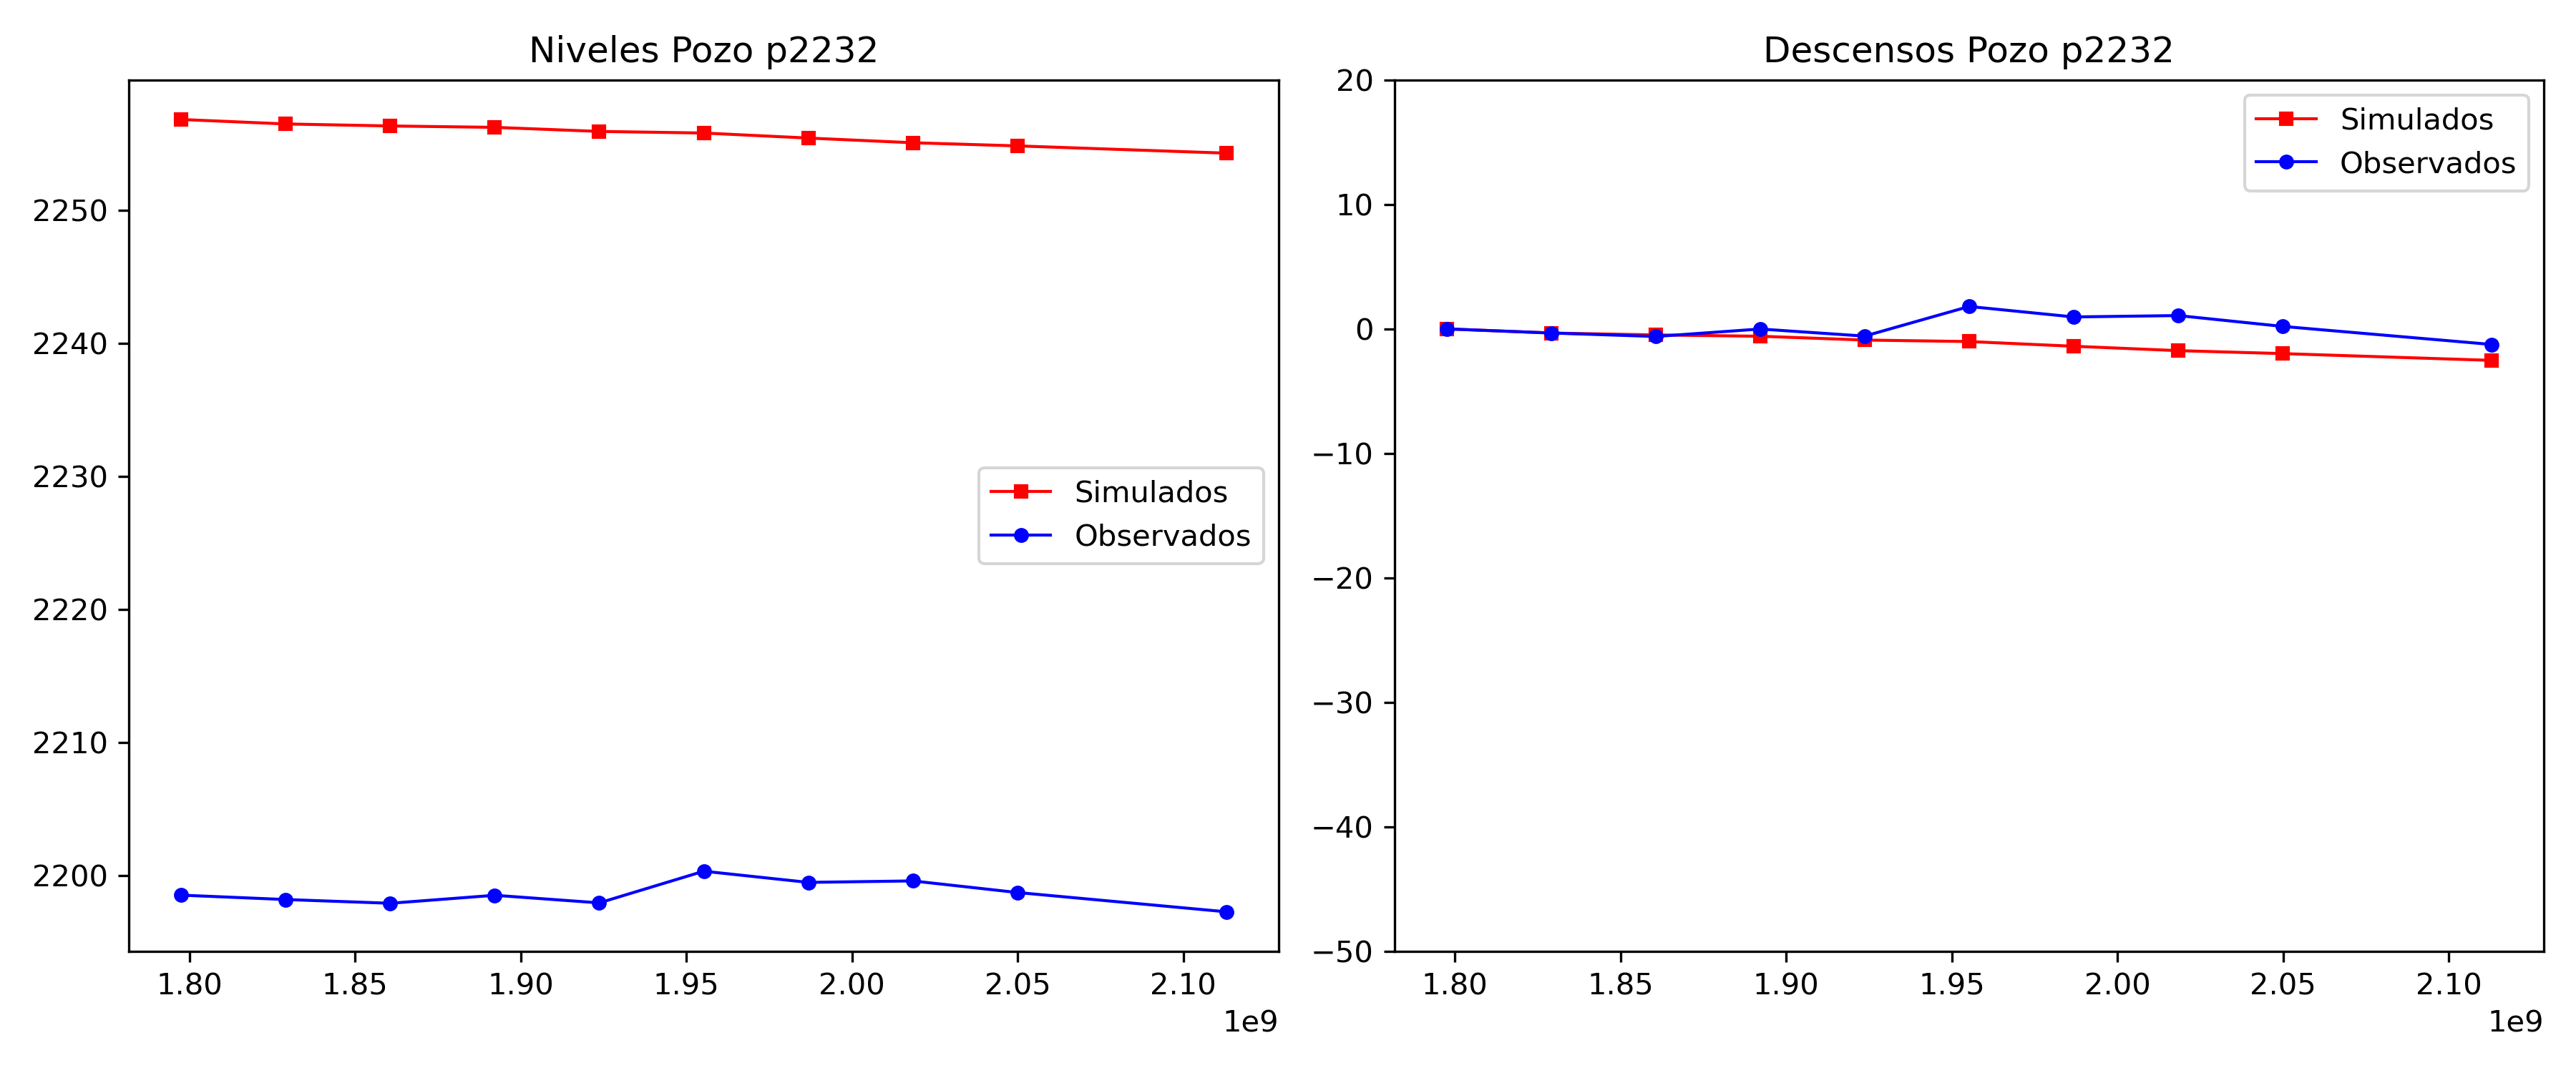 Niveles Pozo p2232
2250
2240
2230
2220
2210
2200
Simulados
Observados
1.80 1.85 1.90 1.95 2.00 2.05 2.10
1e9
Descensos Pozo p2232
20
10
0
−10
−20
−30
−40
−50
Simulados
Observados
1.80 1.85 1.90 1.95 2.00 2.05 2.10
1e9